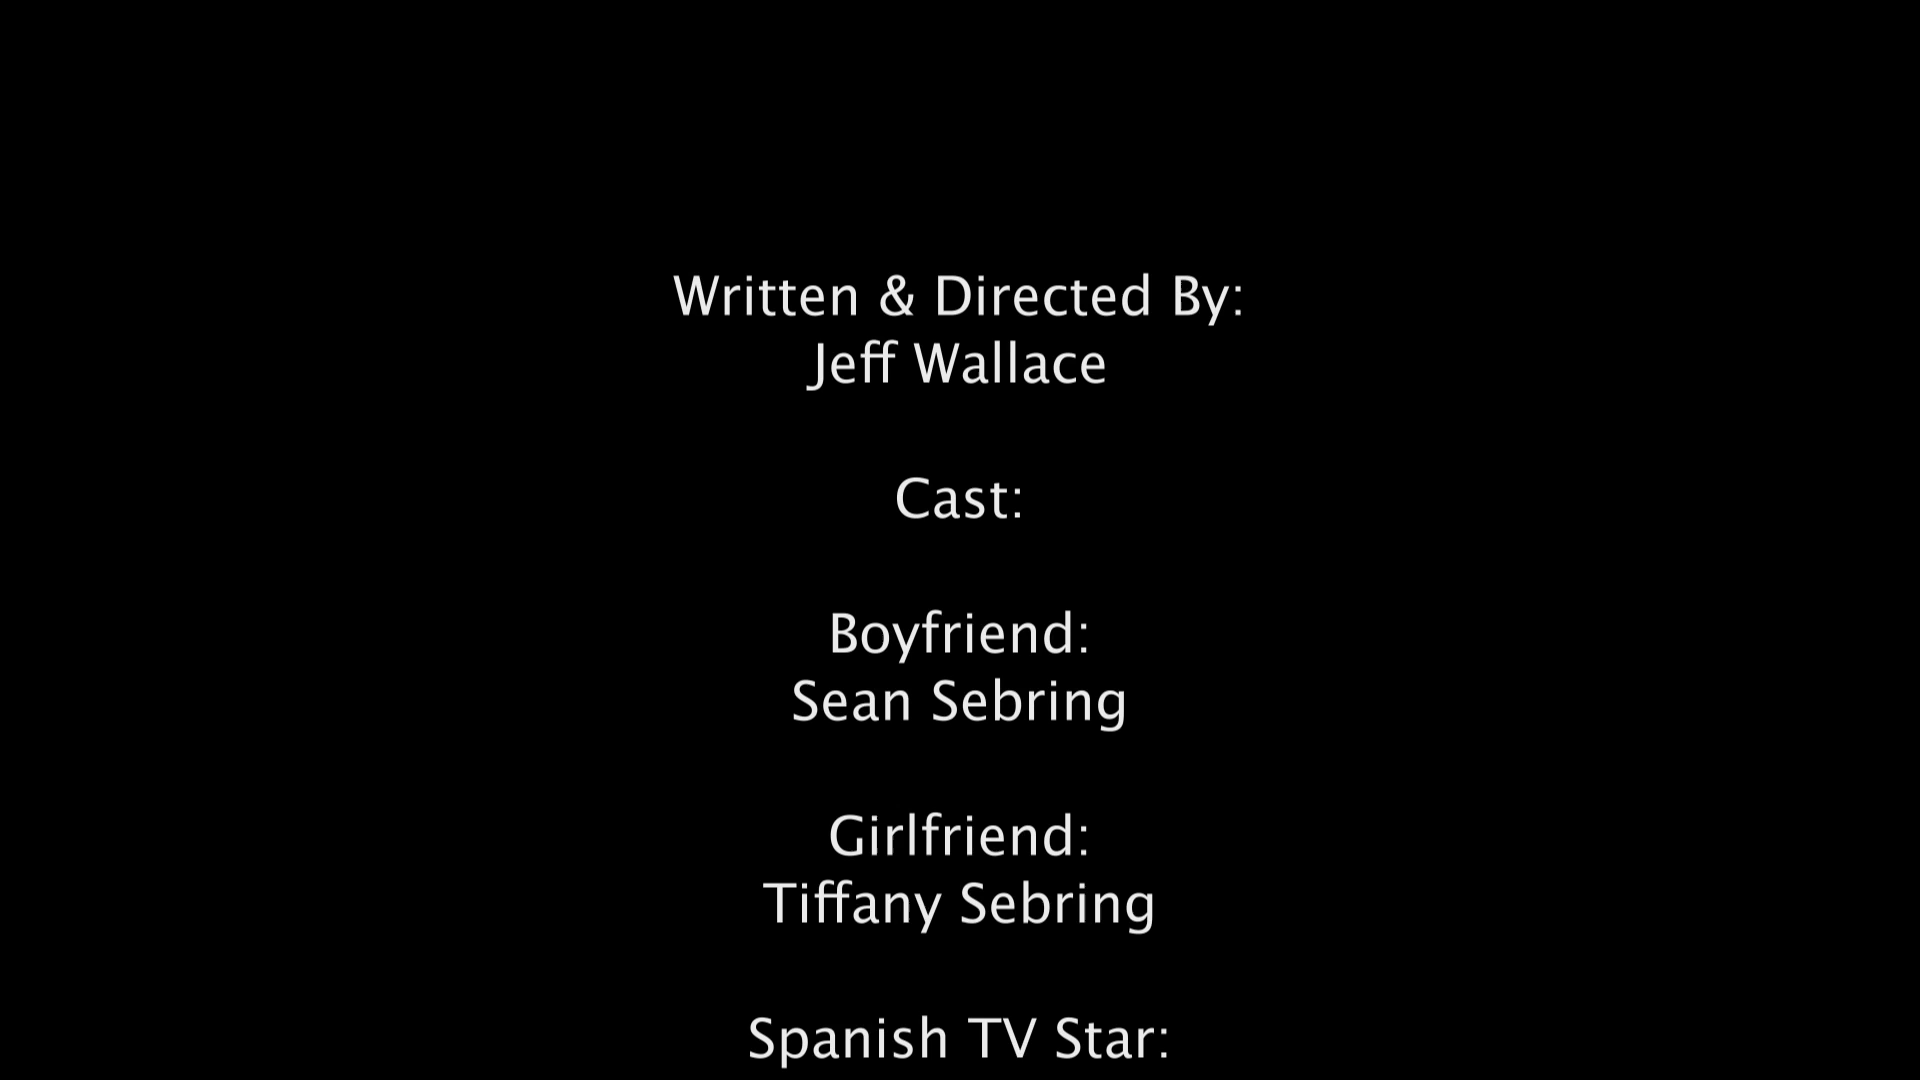 Written & Directed By:
Jeff Wallace
Cast:
Boyfriend:
Sean Sebring
Girlfriend:
Tiffany Sebring
Spanish TV Star: